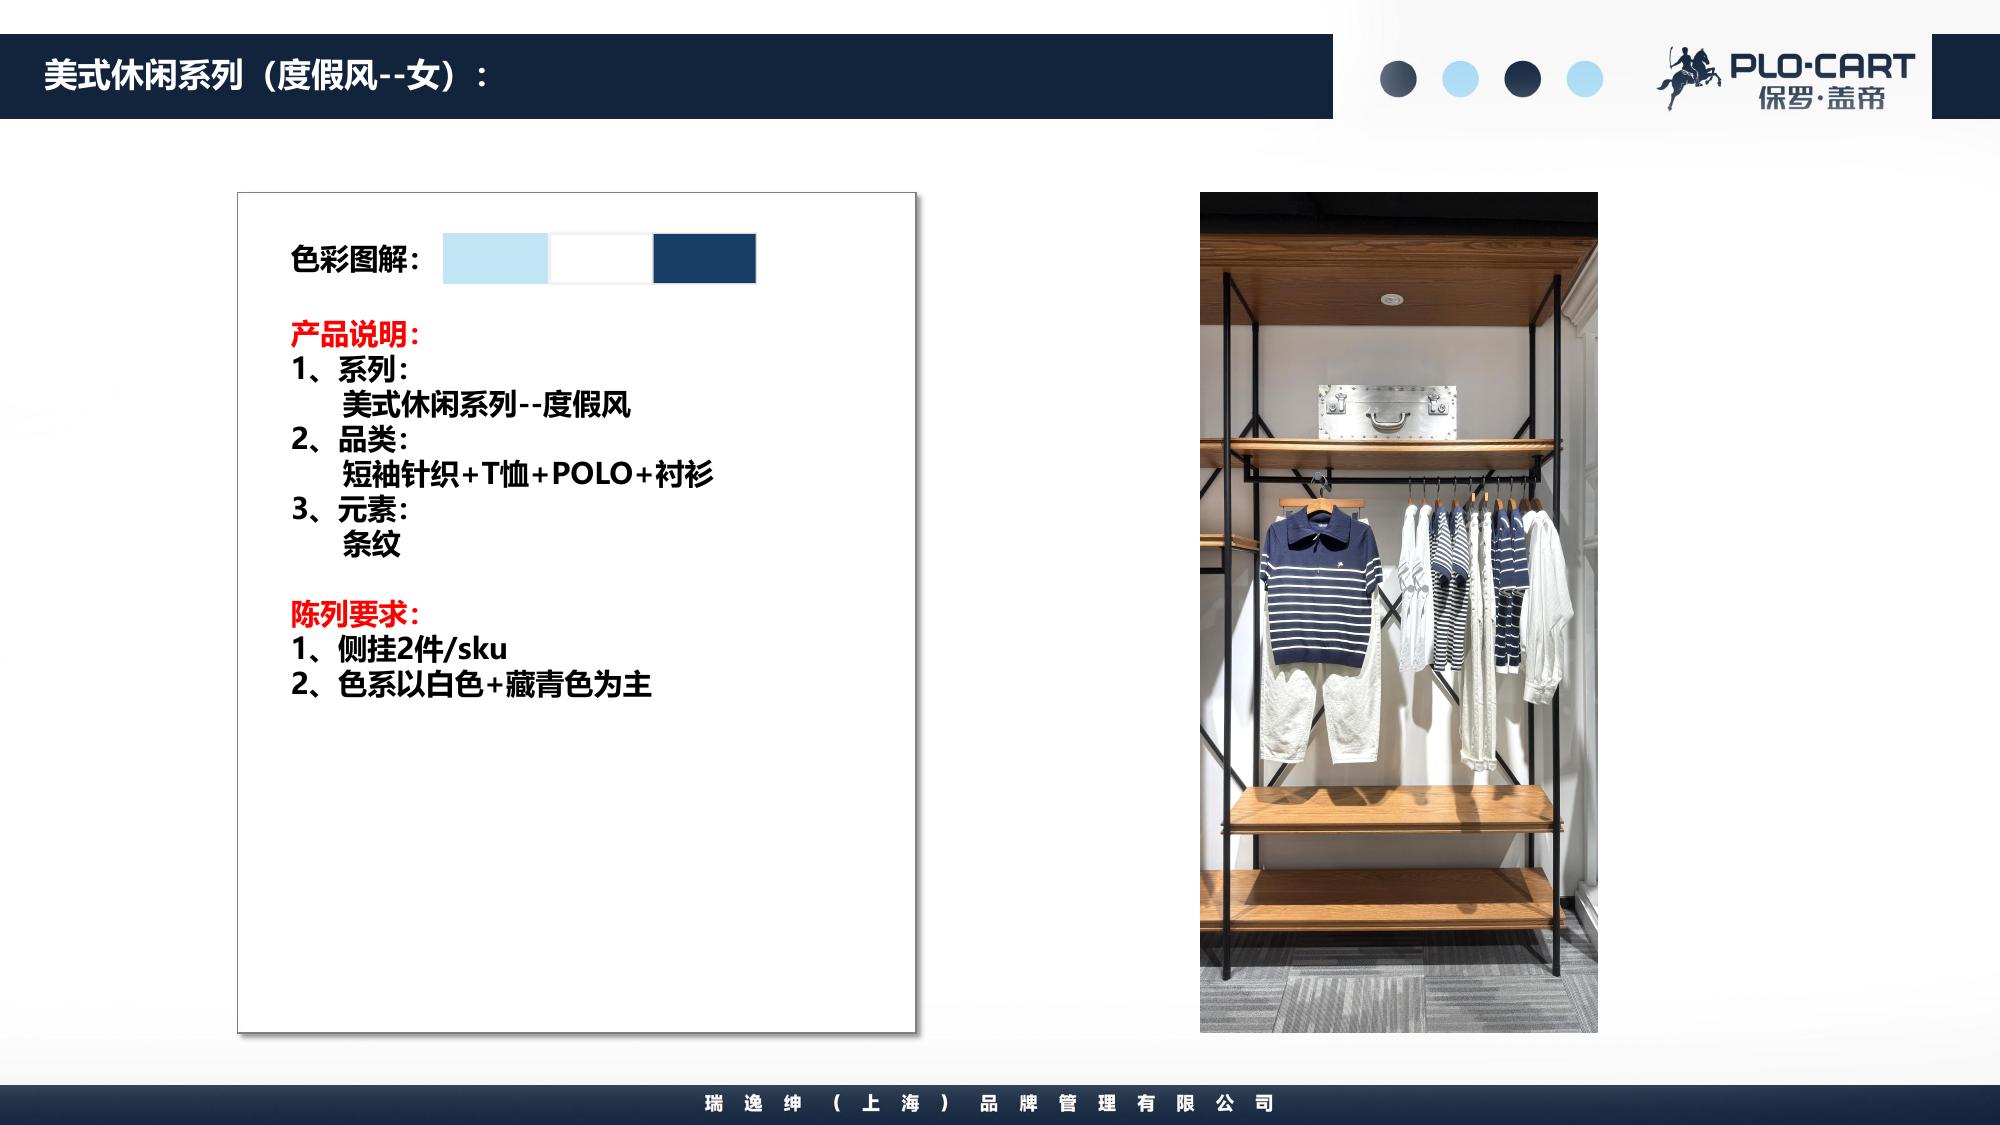 美式休闲系列（度假风--女）:
PLO·CART
保罗·盖帝
色彩图解：
产品说明：
1、系列：
美式休闲系列--度假风
2、品类：
短袖针织+T恤+POLO+衬衫
3、元素：
条纹
陈列要求：
1、侧挂2件/sku
2、色系以白色+藏青色为主
瑞逸绅（上海）品牌管理有限公司